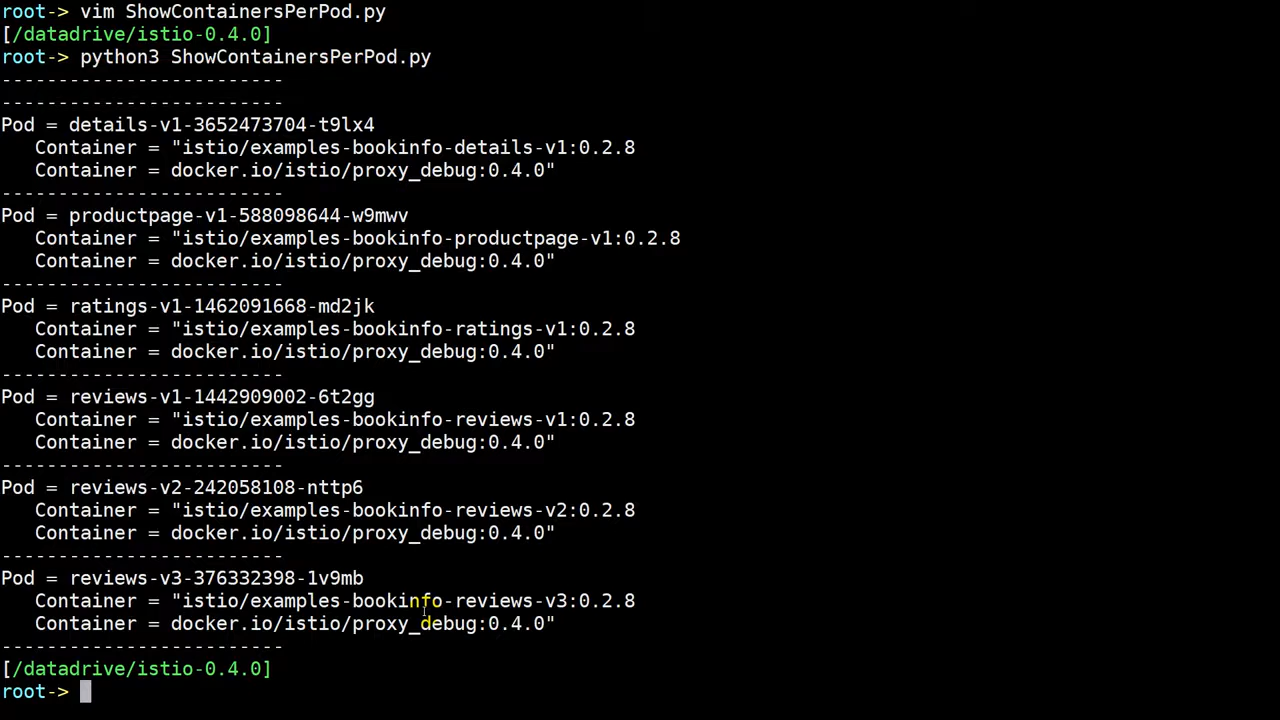 root-> vim ShowContainersPerPod.py
[/datadrive/istio-0.4.0]
root-> python3 ShowContainersPerPod.py
-------------------------
-------------------------
Pod = details-v1-3652473704-t9lx4
   Container = "istio/examples-bookinfo-details-v1:0.2.8
   Container = docker.io/istio/proxy_debug:0.4.0"
-------------------------
Pod = productpage-v1-588098644-w9mwv
   Container = "istio/examples-bookinfo-productpage-v1:0.2.8
   Container = docker.io/istio/proxy_debug:0.4.0"
-------------------------
Pod = ratings-v1-1462091668-md2jk
   Container = "istio/examples-bookinfo-ratings-v1:0.2.8
   Container = docker.io/istio/proxy_debug:0.4.0"
-------------------------
Pod = reviews-v1-1442909002-6t2gg
   Container = "istio/examples-bookinfo-reviews-v1:0.2.8
   Container = docker.io/istio/proxy_debug:0.4.0"
-------------------------
Pod = reviews-v2-242058108-nttp6
   Container = "istio/examples-bookinfo-reviews-v2:0.2.8
   Container = docker.io/istio/proxy_debug:0.4.0"
-------------------------
Pod = reviews-v3-376332398-1v9mb
   Container = "istio/examples-bookinfo-reviews-v3:0.2.8
   Container = docker.io/istio/proxy_debug:0.4.0"
-------------------------
[/datadrive/istio-0.4.0]
root->